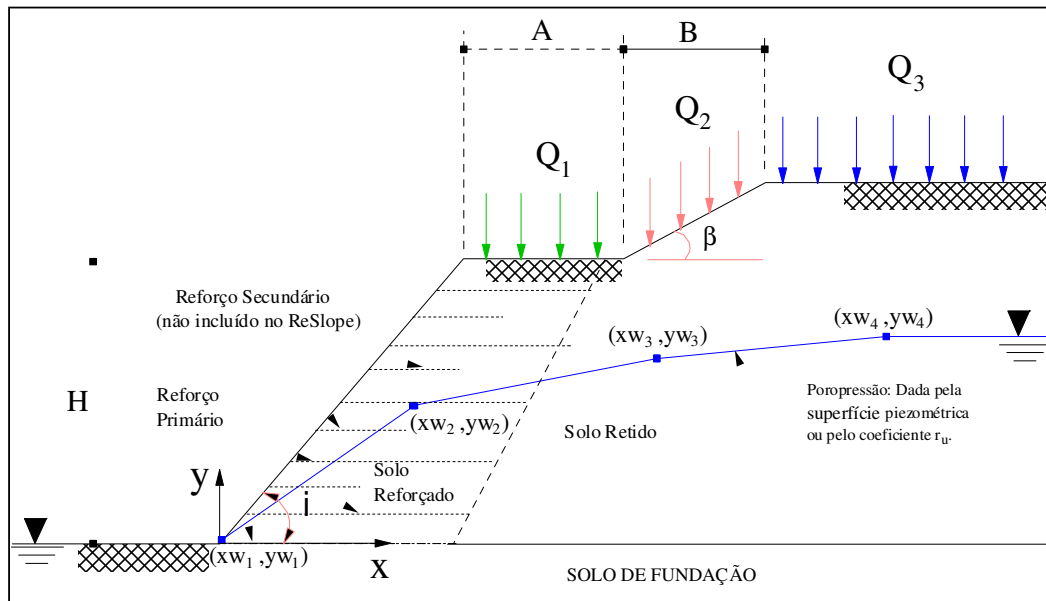 A
B
Q3
Q2
Q1
β
Reforço Secundário
(não incluído no ReSlope)
(xw3 ,yw3)
(xw4 ,yw4)
H
Reforço
Primário
Poropressão: Dada pela
superfície piezométrica
ou pelo coeficiente ru.
(xw2 ,yw2)
Solo Retido
Solo
Reforçado
y
i
(xw1 ,yw1)
x
SOLO DE FUNDAÇÃO